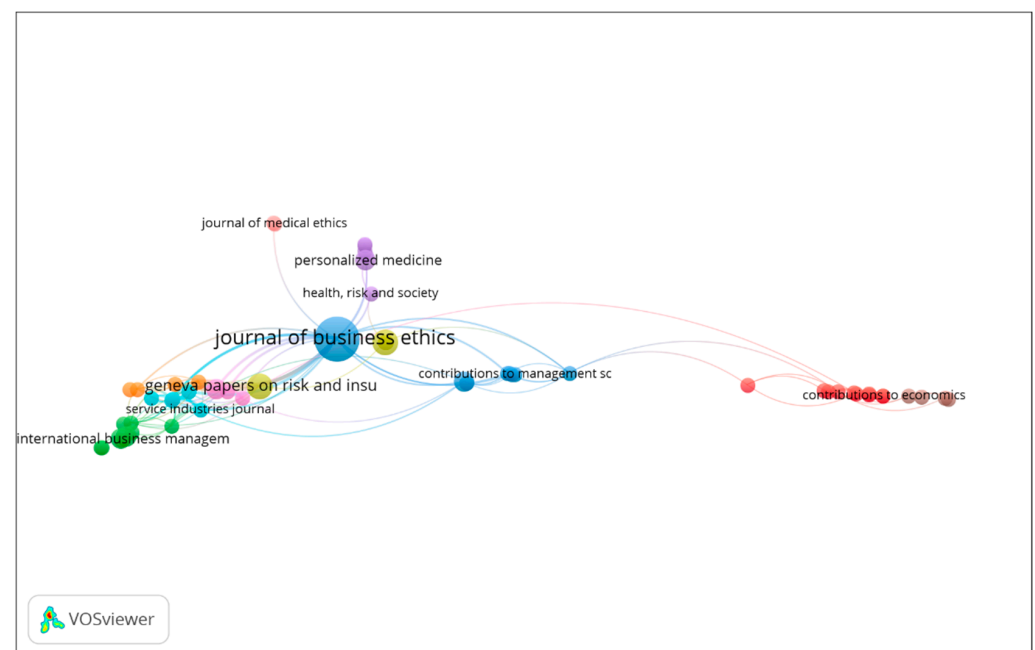 journal of medical ethics
personalized medicine
health, risk and society
journal of business ethics
contributions to management sc
geneva papers on risk and insu
contributions to economics
service industries journal
international business managem
VOSviewer